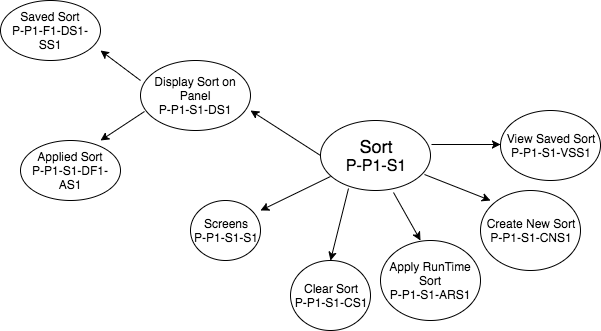 Saved Sort
P-P1-F1-DS1-
SS1
Display Sort on
Panel
P-P1-S1-DS1
Applied Sort
P-P1-S1-DF1-
AS1
Sort
P-P1-S1
View Saved Sort
P-P1-S1-VSS1
Create New Sort
P-P1-S1-CNS1
Screens
P-P1-S1-S1
Clear Sort
P-P1-S1-CS1
Apply RunTime
Sort
P-P1-S1-ARS1